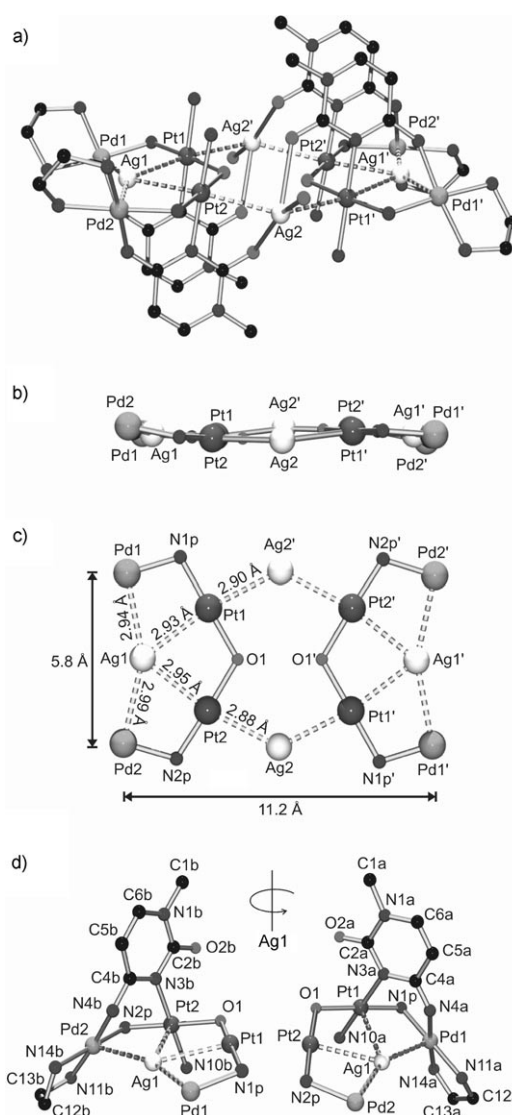 a)
Ag2'
Pd2'
Pd1
Pt1
Pt2'
Ag1'
Ag1
Pt2
Pd2
Ag2
Pt1'
Pd1'
b)
Pd2
Pt1
Ag2'
Pt2'
Ag1'
Pd1'
Pd1
Ag1
Pt2
Ag2
Pt1'
Pd2'
c)
N1p
Ag2'
N2p'
Pd1
Pd2'
2.90 Å
2.94 Å
2.93 Å
Pt1
Pt2'
5.8 Å
Ag1
O1
O1'
Ag1'
2.95 Å
2.99 Å
Pt2
2.88 Å
Pt1'
Pd2
Ag2
Pd1'
N2p
N1p'
11.2 Å
d)
C1b
C1a
C6b
N1b
N1a
C6a
C5b
O2b
Ag1
O2a
C5a
C2b
C2a
C4b
N3b
N3a
C4a
N4b
N2p
Pt2
O1
O1
Pt1
N1p
N4a
Pd2
Pt1
Pt2
N10a
Pd1
N14b
Ag1
N10b
Ag1
N11a
C13b
N11b
N1p
N2p
N14a
C12b
Pd1
Pd2
C13a
C12